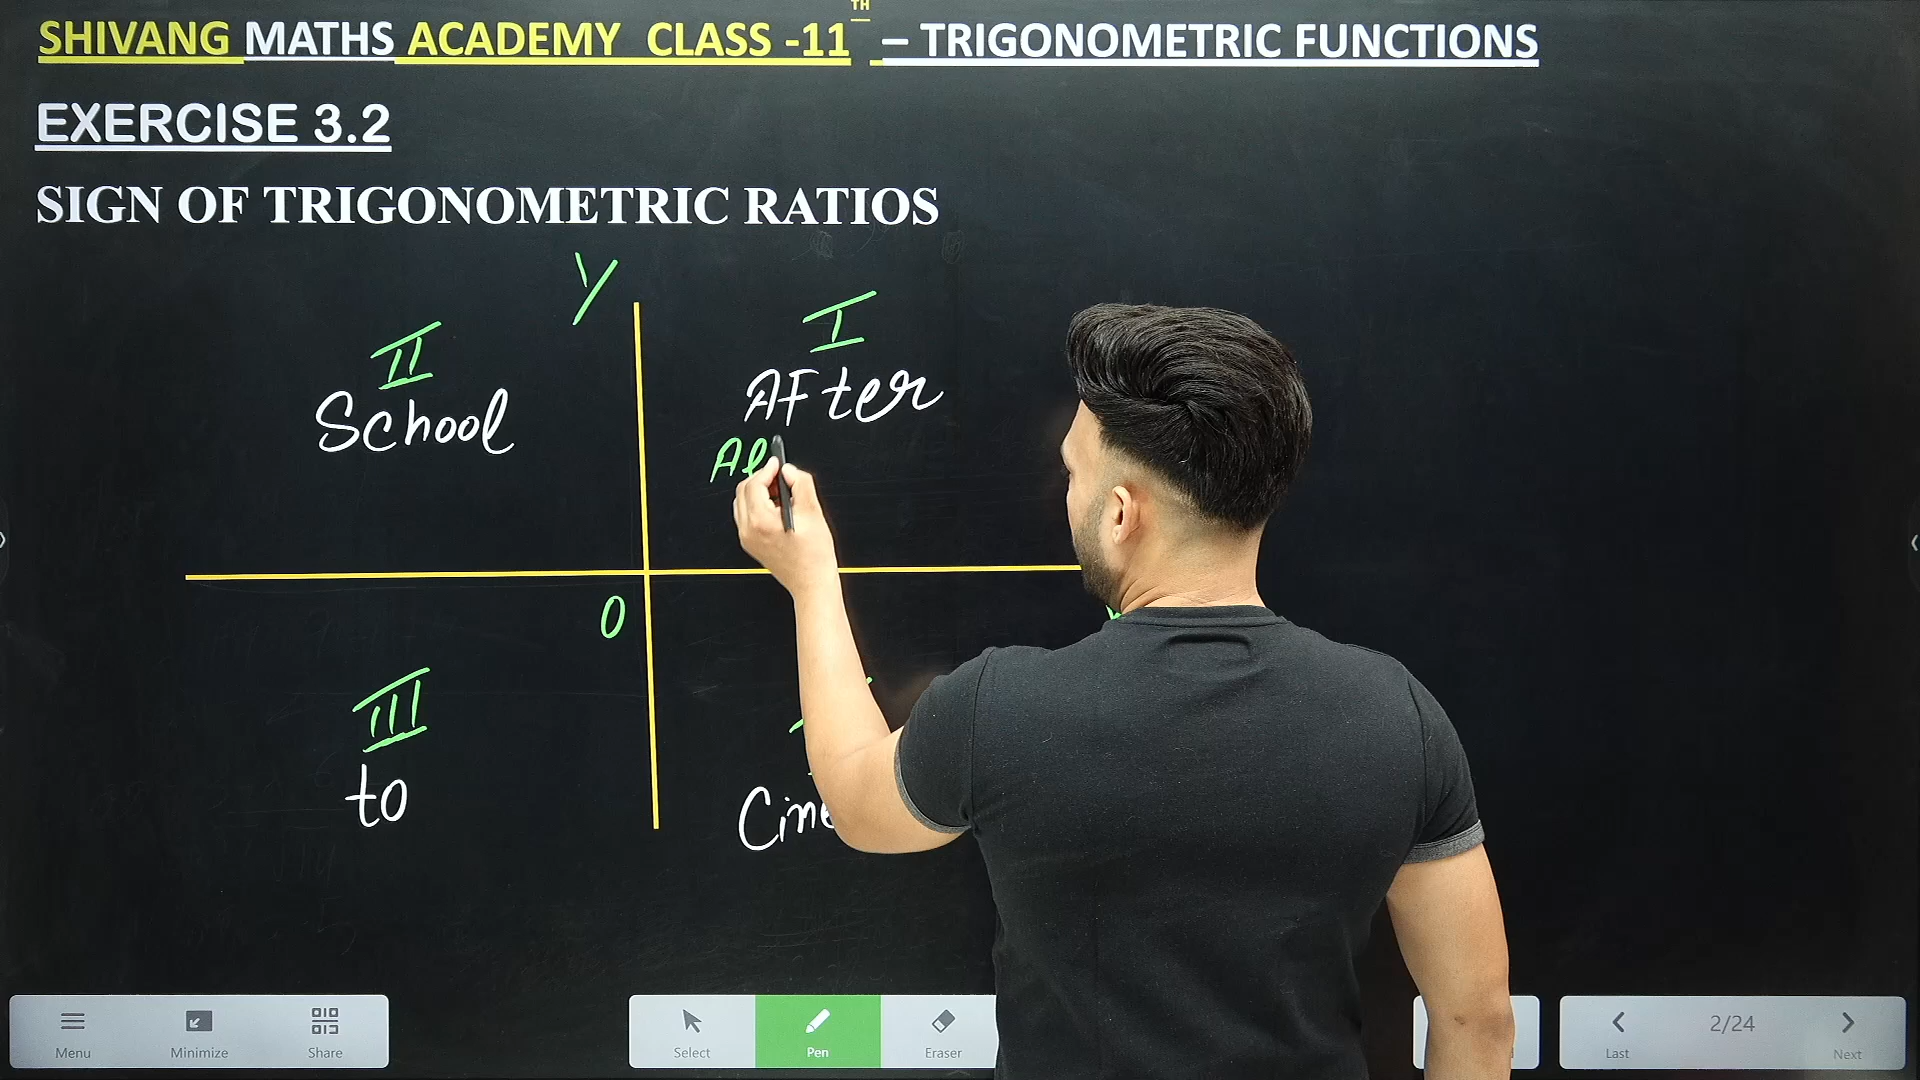 SHIVANG MATHS ACADEMY CLASS -11TH – TRIGONOMETRIC FUNCTIONS
EXERCISE 3.2
SIGN OF TRIGONOMETRIC RATIOS
Y
II
I
School
AFter
O
III
to
Menu
Minimize
Share
Select
Pen
Eraser
2/24
Last
Next